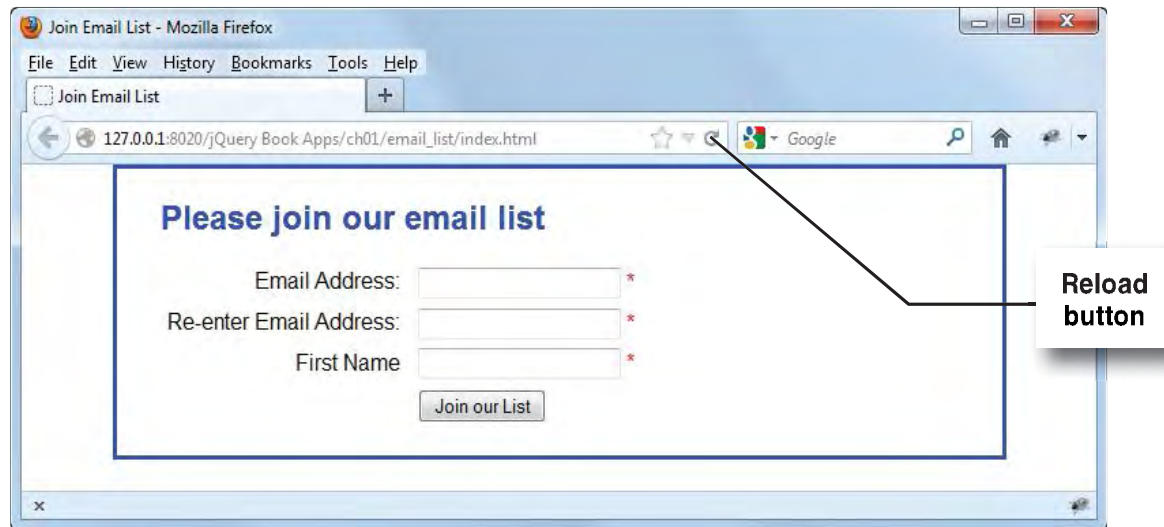 Join Email List - Mozilla Firefox
File Edit View History Bookmarks Tools Help
Join Email List
127.0.0.1:8020/jQuery Book Apps/ch01/email_list/index.html
Google
Please join our email list
Email Address: *
Re-enter Email Address: *
First Name *
Join our List
Reload
button